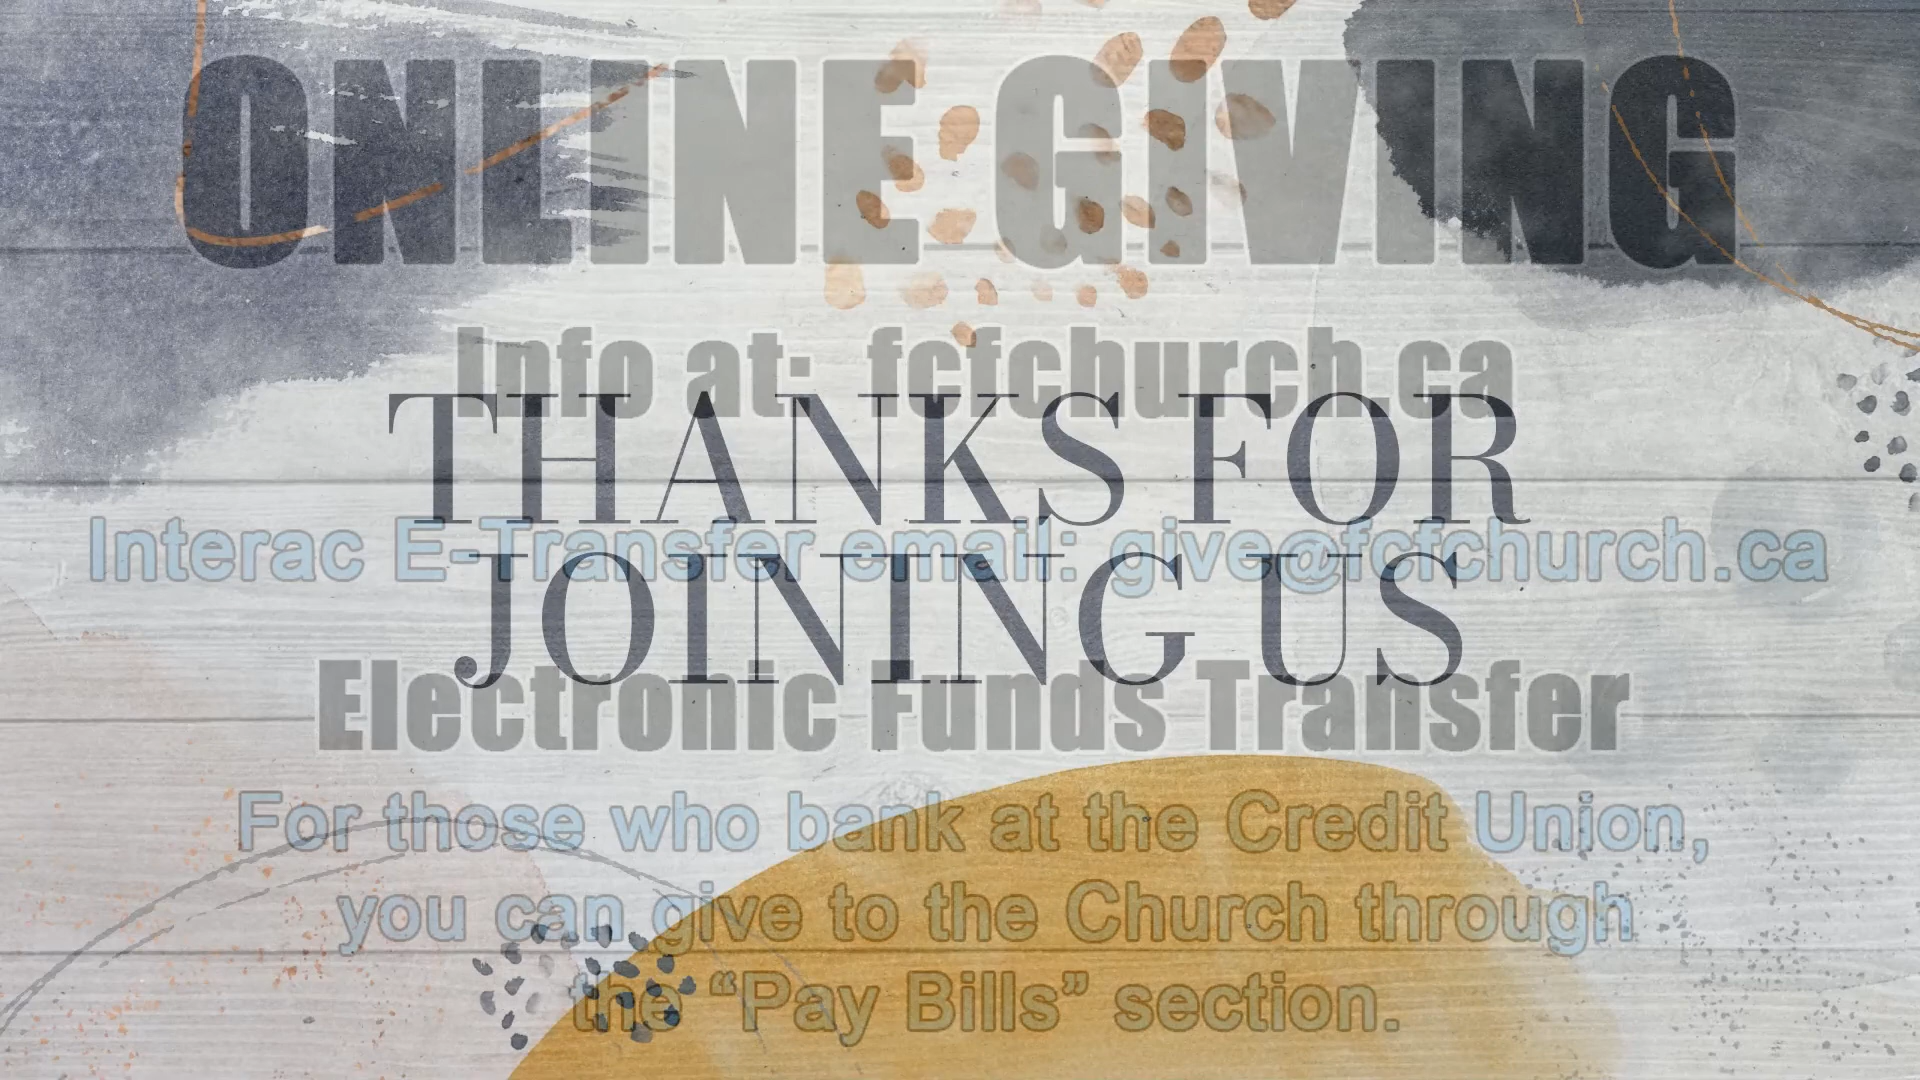 ONLINE GIVING
Info at: fcfchurch.ca
THANKS FOR
Interac E-Transfer email: give@fcfchurch.ca
JOINING US
Electronic Funds Transfer
For those who bank at the Credit Union,
you can give to the Church through
the “Pay Bills” section.